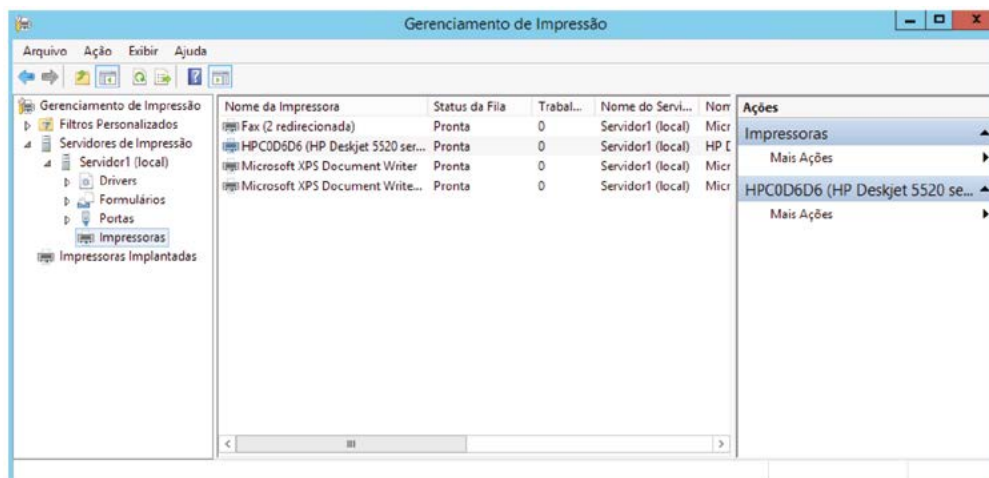 Gerenciamento de Impressão
Arquivo Ação Exibir Ajuda
Gerenciamento de Impressão
Filtros Personalizados
Servidores de Impressão
Servidor1 (local)
Drivers
Formulários
Portas
Impressoras
Impressoras Implantadas
Nome da Impressora Status da Fila Trabal... Nome do Servi... Nom
Fax (2 redirecionada) Pronta 0 Servidor1 (local) Micr
HPC0D6D6 (HP Deskjet 5520 ser... Pronta 0 Servidor1 (local) HP D
Microsoft XPS Document Writer Pronta 0 Servidor1 (local) Micr
Microsoft XPS Document Write... Pronta 0 Servidor1 (local) Micr
Ações
Impressoras
Mais Ações
HPC0D6D6 (HP Deskjet 5520 se...
Mais Ações